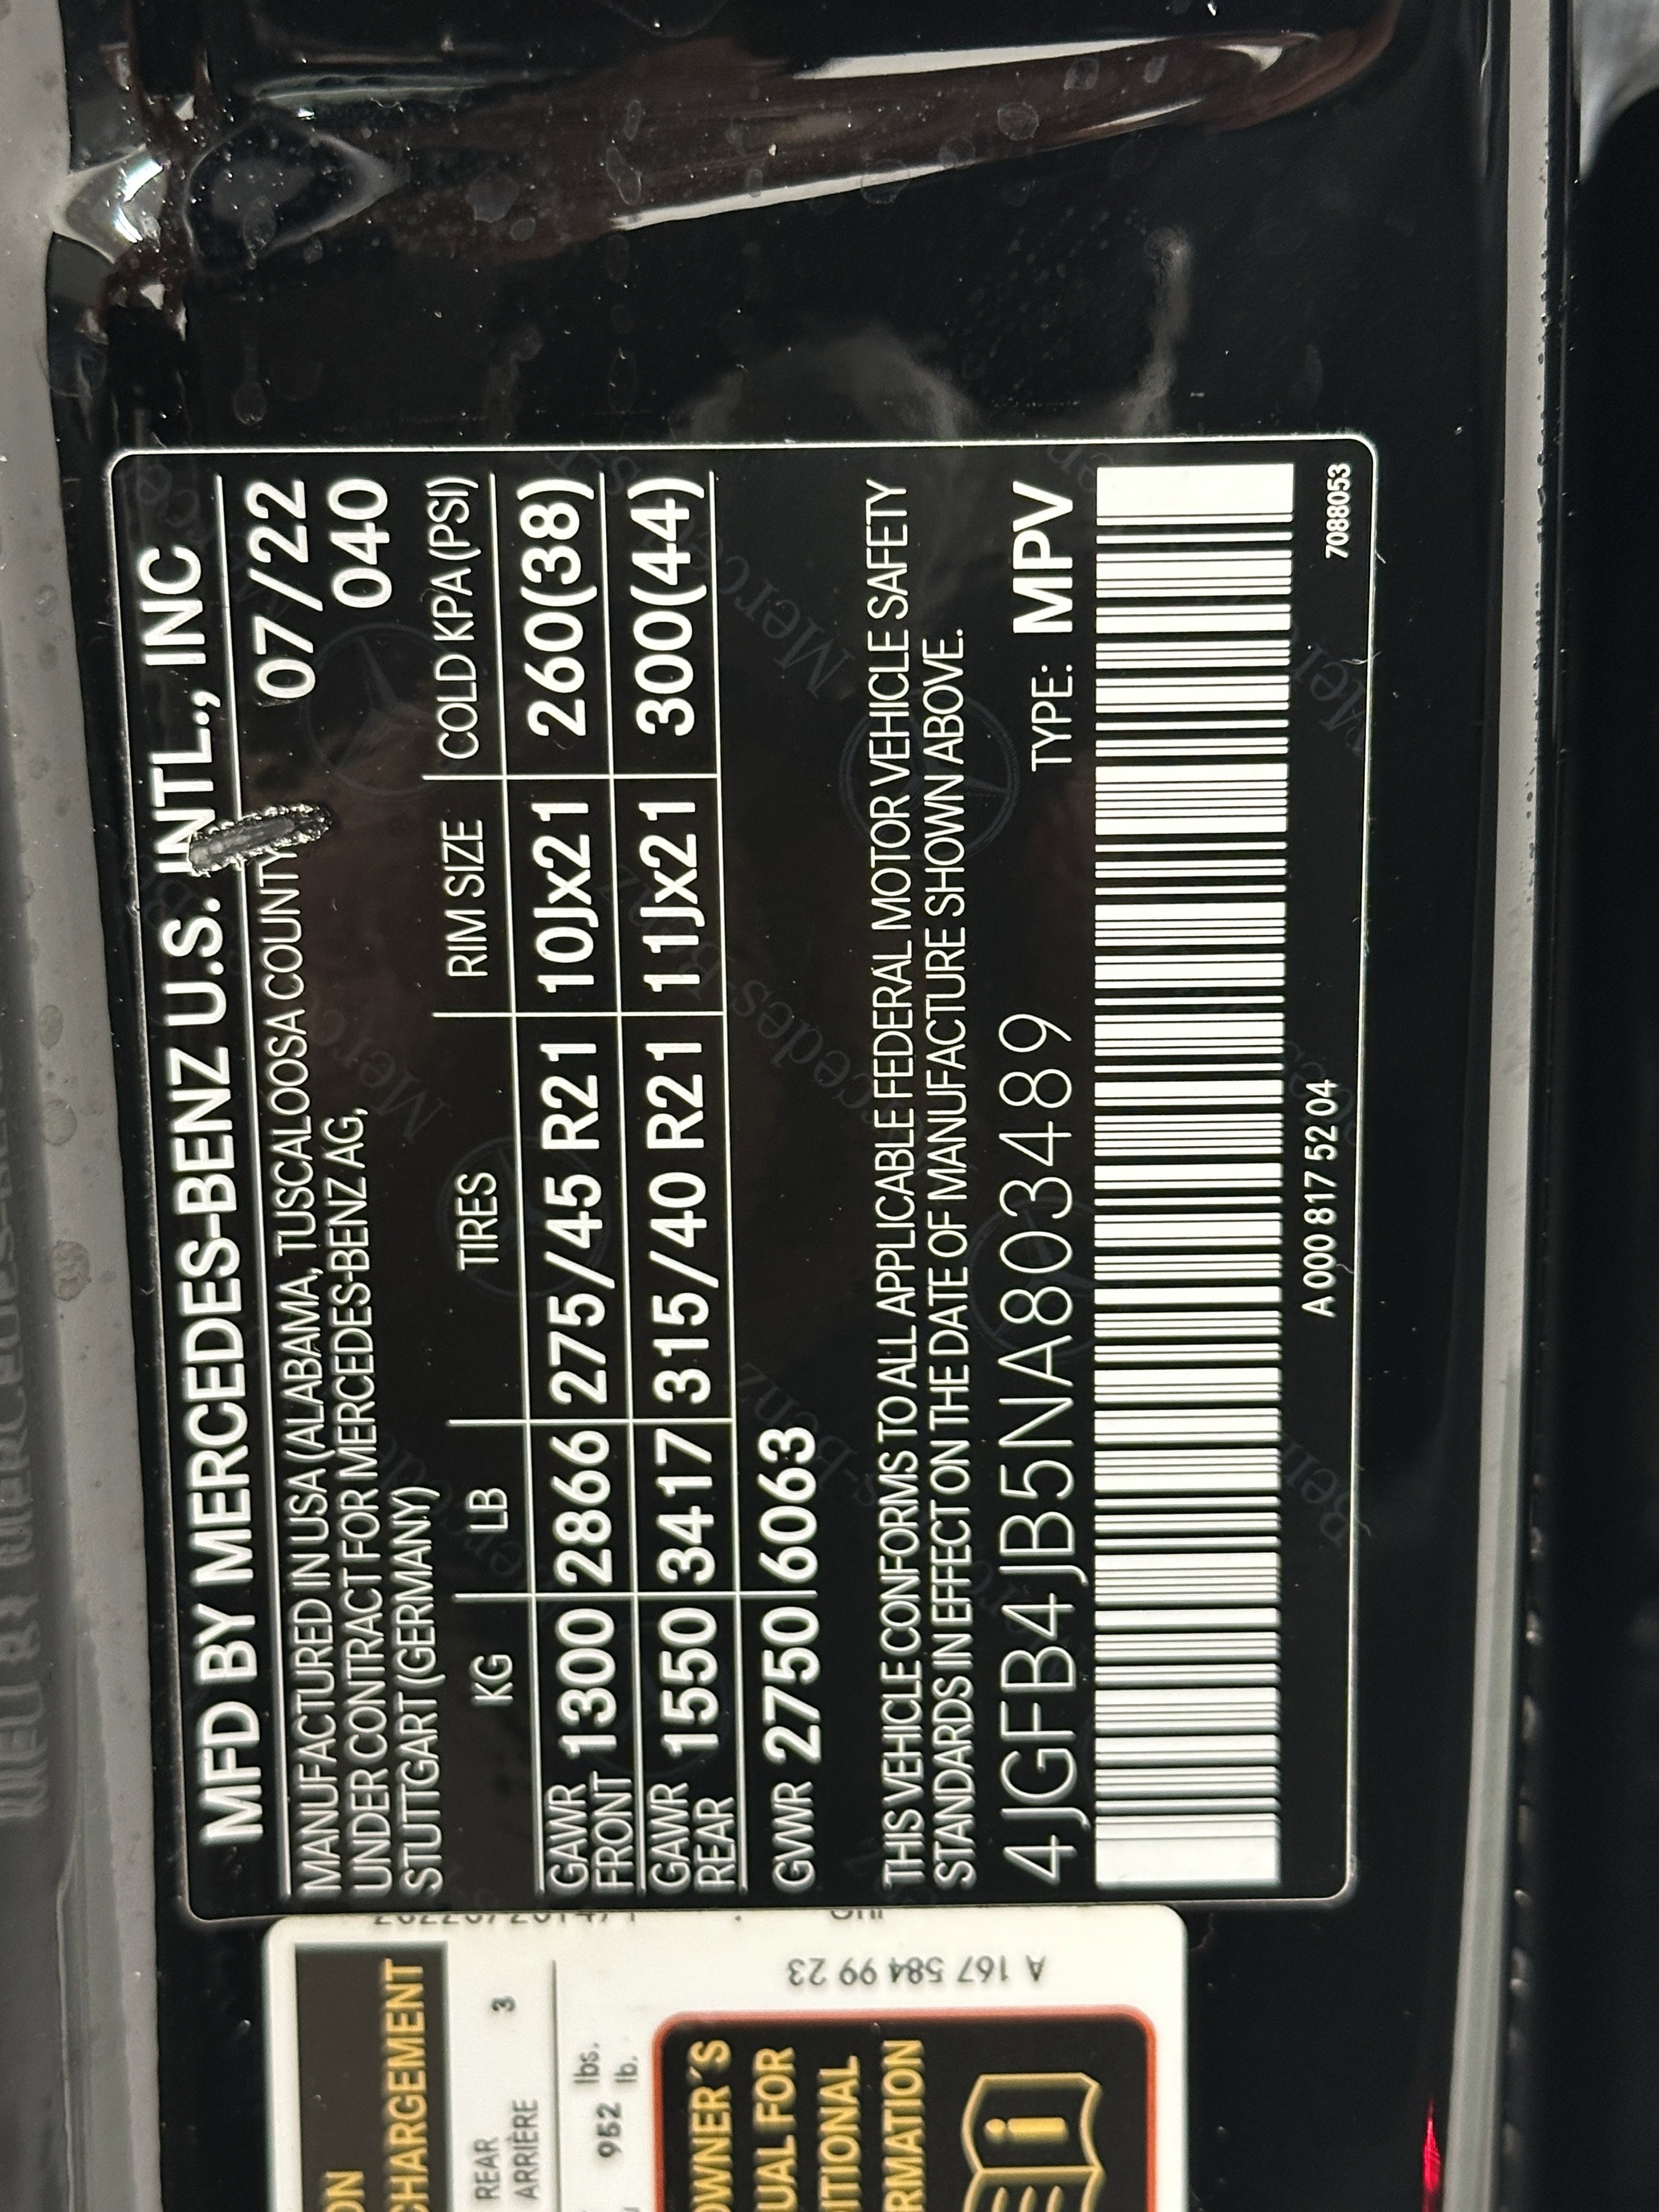 MFD BY MERCEDES-BENZ U.S. INTL., INC
MANUFACTURED IN USA (ALABAMA, TUSCALOOSA COUNTY) 07/22
UNDER CONTRACT FOR MERCEDES-BENZ AG, 040
STUTTGART (GERMANY)
KG LB TIRES RIM SIZE COLD KPA (PSI)
GAWR FRONT 1300 2866 275/45 R21 10Jx21 260(38)
GAWR REAR 1550 3417 315/40 R21 11Jx21 300(44)
GVWR 2750 6063
THIS VEHICLE CONFORMS TO ALL APPLICABLE FEDERAL MOTOR VEHICLE SAFETY
STANDARDS IN EFFECT ON THE DATE OF MANUFACTURE SHOWN ABOVE.
4JGFB4JB5NA803489 TYPE: MPV
A 000 817 52 04 7088053
CHARGEMENT
REAR 3
ARRIÈRE
952 lbs.
lb.
A 167 584 99 23
OWNER'S
UAL FOR
ITIONAL
RMATION